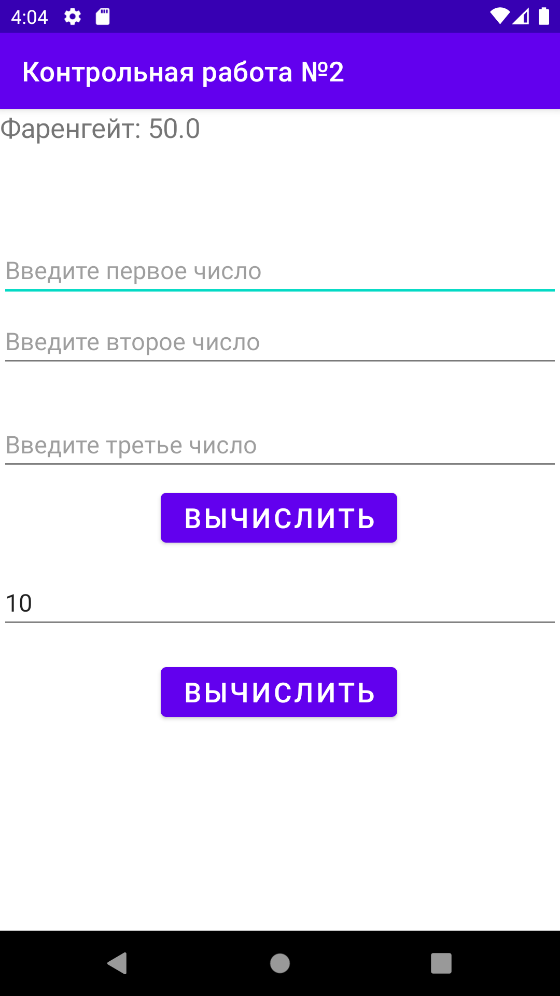 4:04
Контрольная работа №2
Фаренгейт: 50.0
Введите первое число
Введите второе число
Введите третье число
ВЫЧИСЛИТЬ
10
ВЫЧИСЛИТЬ